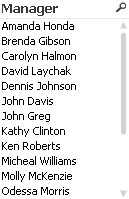 Manager
Amanda Honda
Brenda Gibson
Carolyn Halmon
David Laychak
Dennis Johnson
John Davis
John Greg
Kathy Clinton
Ken Roberts
Micheal Williams
Molly McKenzie
Odessa Morris